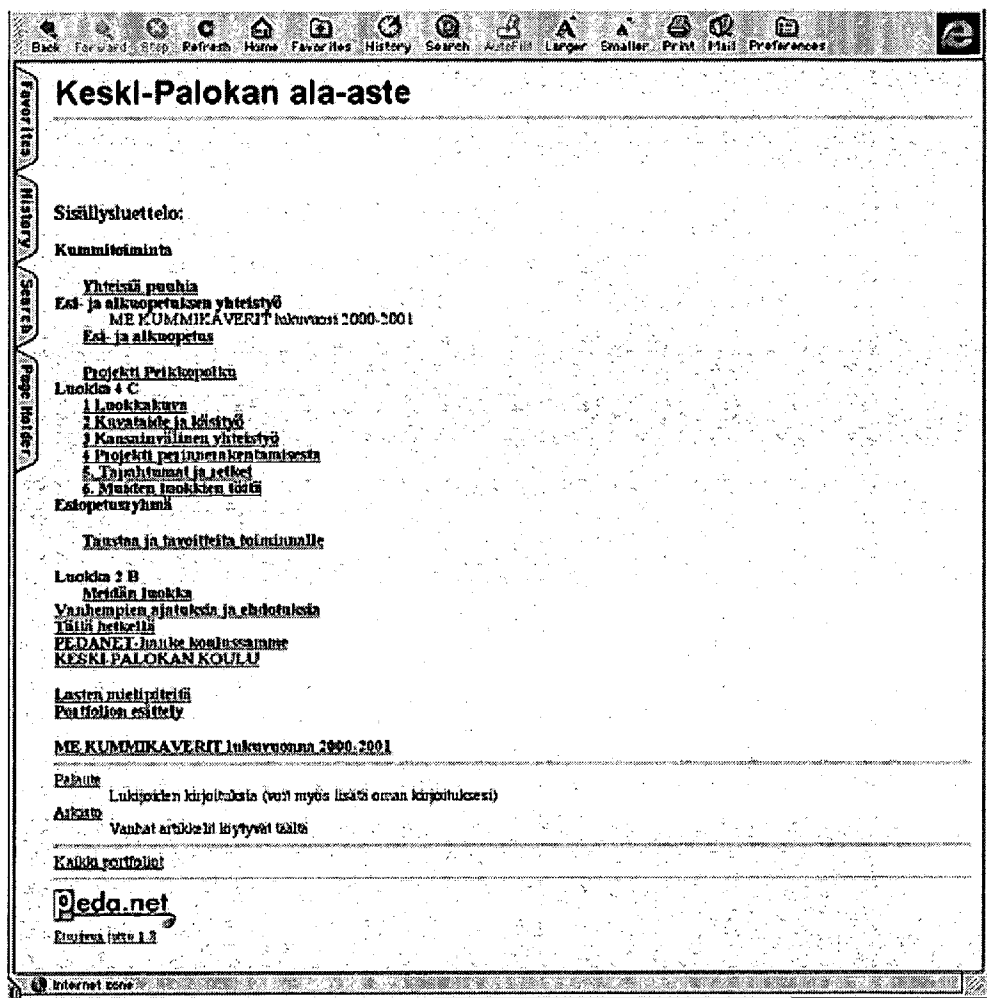 Back Forward Stop Refresh Home Favorites History Search AutoFill Larger Smaller Print Mail Preferences
Favorites
History
Search
Page Holder
Keski-Palokan ala-aste
Sisällysluettelo:
Kummitoiminta
Yhteisiä puuhia
Esi- ja alkuopetuksen yhteistyö
ME KUMMIKAVERIT lukuvuosi 2000-2001
Esi- ja alkuopetus
Projekti Peikkopolku
Luokka 4 C
1 Luokkakuva
2 Kuvataide ja käsityö
3 Kansainvälinen yhteistyö
4 Projekti perinnerakentamisesta
5. Tapahtumat ja retket
6. Muiden luokkien töitä
Esiopetusryhmä
Taustaa ja tavoitteita toiminnalle
Luokka 2 B
Meidän luokka
Vanhempien ajatuksia ja ehdotuksia
Tällä hetkellä
PEDANET-hanke koulussamme
KESKI-PALOKAN KOULU
Lasten mielipiteitä
Portfolion esittely
ME KUMMIKAVERIT lukuvuonna 2000-2001
Palaute
Lukijoiden kirjoituksia (voit myös lisätä oman kirjoituksesi)
Arkisto
Vanhat artikkelit löytyvät täältä
Kaikki portfoliot
peda.net
Internet zone